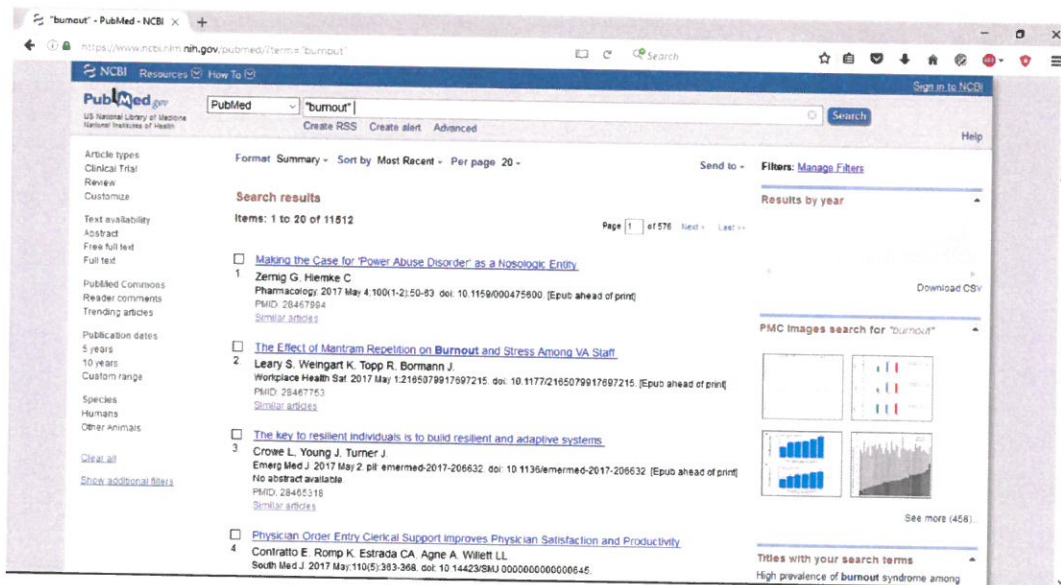 "burnout" - PubMed - NCBI
https://www.ncbi.nlm.nih.gov/pubmed/?term="burnout"
Search
NCBI Resources How To
Sign in to NCBI
PubMed.gov
US National Library of Medicine
National Institutes of Health
PubMed
"burnout"
Search
Create RSS Create alert Advanced
Help
Article types
Clinical Trial
Review
Customize
Text availability
Abstract
Free full text
Full text
PubMed Commons
Reader comments
Trending articles
Publication dates
5 years
10 years
Custom range
Species
Humans
Other Animals
Clear all
Show additional filters
Format Summary Sort by Most Recent Per page 20
Send to
Search results
Items: 1 to 20 of 11512
Page 1 of 576 Next > Last >>
Making the Case for 'Power Abuse Disorder' as a Nosologic Entity
1 Zernig G, Hiemke C
Pharmacology. 2017 May 4;100(1-2):50-63. doi: 10.1159/000475600. [Epub ahead of print]
PMID: 28467994
Similar articles
The Effect of Mantram Repetition on Burnout and Stress Among VA Staff
2 Leary S, Weingart K, Topp R, Bormann J.
Workplace Health Saf. 2017 May 1:2165079917697215. doi: 10.1177/2165079917697215. [Epub ahead of print]
PMID: 28467753
Similar articles
The key to resilient individuals is to build resilient and adaptive systems
3 Crowe L, Young J, Turner J.
Emerg Med J. 2017 May 2. pii: emermed-2017-206632. doi: 10.1136/emermed-2017-206632. [Epub ahead of print]
No abstract available.
PMID: 28465318
Similar articles
Physician Order Entry Clerical Support Improves Physician Satisfaction and Productivity
4 Contratto E, Romp K, Estrada CA, Agne A, Willett LL
South Med J. 2017 May;110(5):363-368. doi: 10.14423/SMJ.0000000000000645.
Filters: Manage Filters
Results by year
Download CSV
PMC Images search for "burnout"
See more (456)...
Titles with your search terms
High prevalence of burnout syndrome among